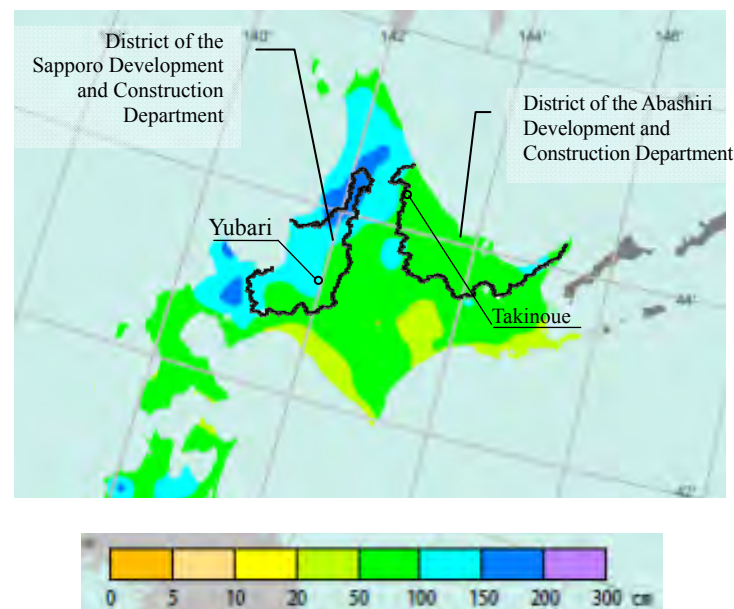 140°
142°
144°
146°
District of the
Sapporo Development
and Construction
Department
District of the Abashiri
Development and
Construction Department
Yubari
Takinoue
44°
42°
0 5 10 20 50 100 150 200 300 cm